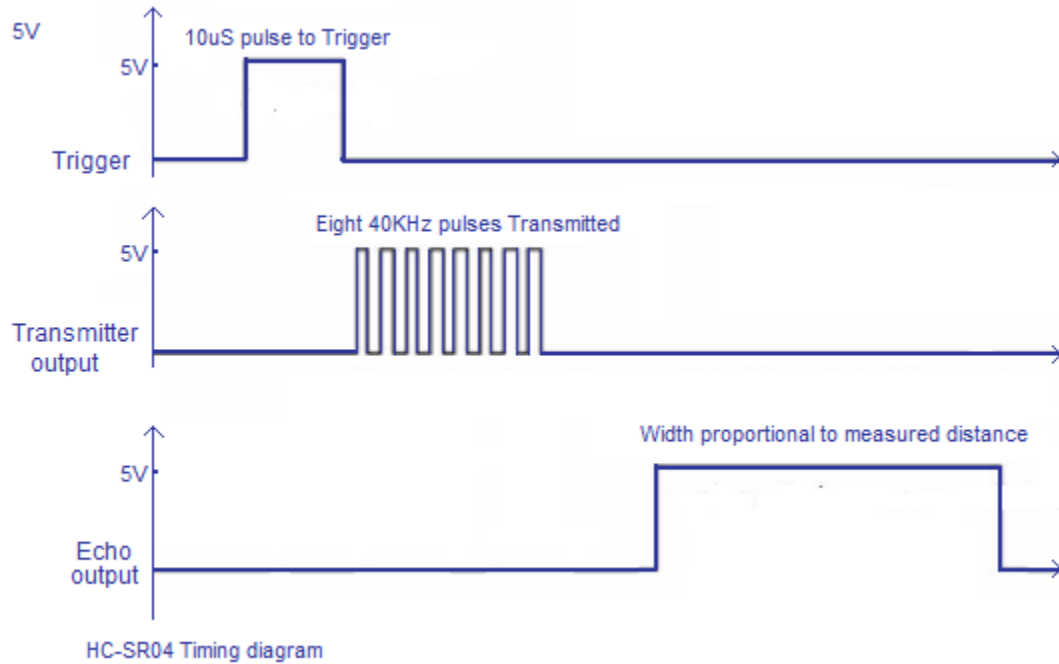 5V
10uS pulse to Trigger
5V
Trigger
Eight 40KHz pulses Transmitted
5V
Transmitter
output
Width proportional to measured distance
5V
Echo
output
HC-SR04 Timing diagram